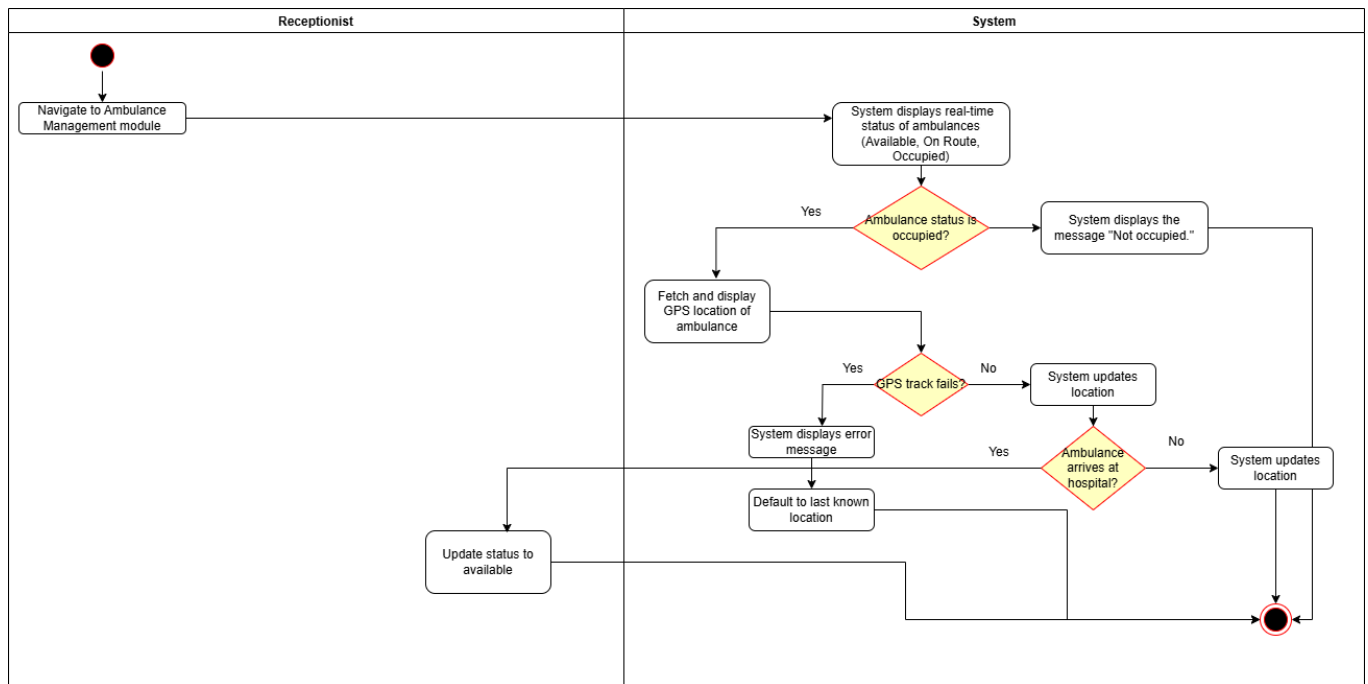 Receptionist
System
Navigate to Ambulance
Management module
System displays real-time
status of ambulances
(Available, On Route,
Occupied)
Yes
Ambulance status is
occupied?
System displays the
message "Not occupied."
Fetch and display
GPS location of
ambulance
Yes
GPS track fails?
No
System updates
location
System displays error
message
Yes
Ambulance
arrives at
hospital?
No
System updates
location
Default to last known
location
Update status to
available